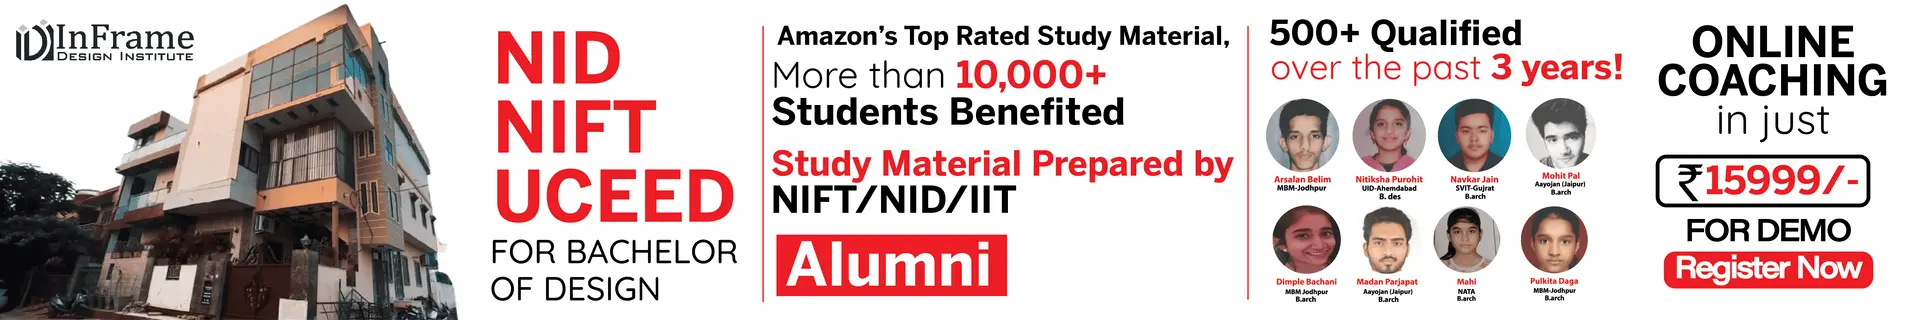 InFrame
DESIGN INSTITUTE
NID
NIFT
UCEED
FOR BACHELOR
OF DESIGN
Amazon's Top Rated Study Material,
More than 10,000+
Students Benefited
Study Material Prepared by
NIFT/NID/IIT
Alumni
500+ Qualified
over the past 3 years!
Arsalan Belim
MBM-Jodhpur
Nitiksha Purohit
UID-Ahemdabad
B. des
Navkar Jain
SVIT-Gujrat
B.arch
Mohit Pal
Aayojan (Jaipur)
B.arch
Dimple Bachani
MBM Jodhpur
B.arch
Madan Parjapat
Aayojan (Jaipur)
B.arch
Mahi
NATA
B.arch
Pulkita Daga
MBM-Jodhpur
B.arch
ONLINE
COACHING
in just
₹15999/-
FOR DEMO
Register Now